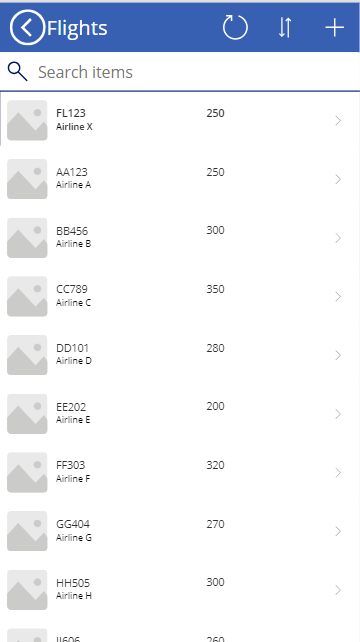 Flights
Search items
FL123 250
Airline X
AA123 250
Airline A
BB456 300
Airline B
CC789 350
Airline C
DD101 280
Airline D
EE202 200
Airline E
FF303 320
Airline F
GG404 270
Airline G
HH505 300
Airline H
260